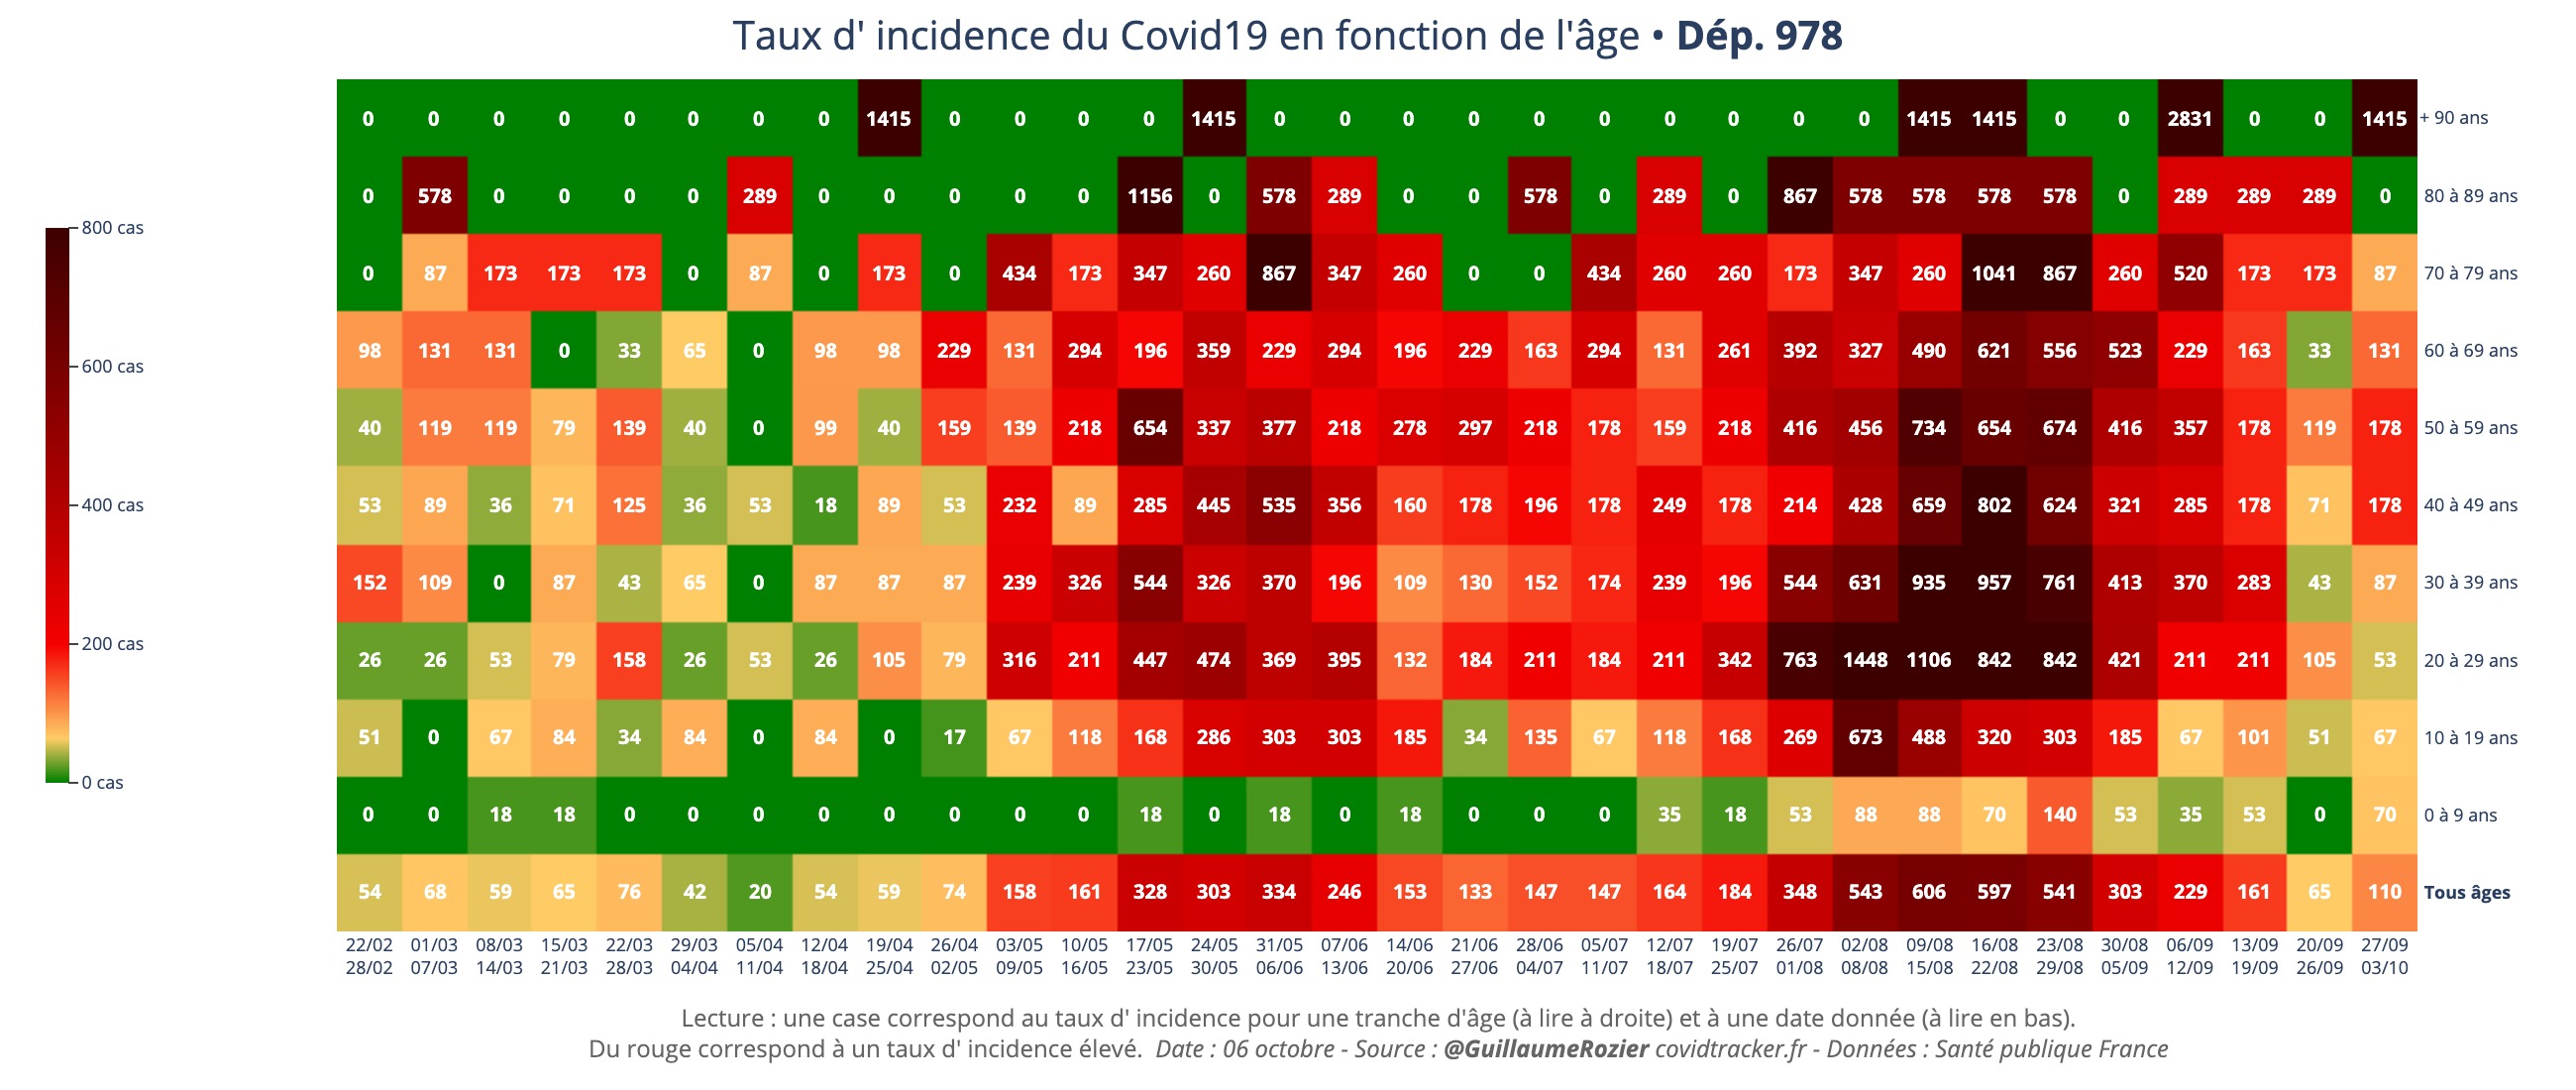 Taux d' incidence du Covid19 en fonction de l'âge • Dép. 978
0 0 0 0 0 0 0 0 1415 0 0 0 0 1415 0 0 0 0 0 0 0 0 0 0 1415 1415 0 0 2831 0 0 1415 + 90 ans
0 578 0 0 0 0 289 0 0 0 0 0 1156 0 578 289 0 0 578 0 289 0 867 578 578 578 578 0 289 289 289 0 80 à 89 ans
800 cas
0 87 173 173 173 0 87 0 173 0 434 173 347 260 867 347 260 0 0 434 260 260 173 347 260 1041 867 260 520 173 173 87 70 à 79 ans
98 131 131 0 33 65 0 98 98 229 131 294 196 359 229 294 196 229 163 294 131 261 392 327 490 621 556 523 229 163 33 131 60 à 69 ans
600 cas
40 119 119 79 139 40 0 99 40 159 139 218 654 337 377 218 278 297 218 178 159 218 416 456 734 654 674 416 357 178 119 178 50 à 59 ans
400 cas
53 89 36 71 125 36 53 18 89 53 232 89 285 445 535 356 160 178 196 178 249 178 214 428 659 802 624 321 285 178 71 178 40 à 49 ans
152 109 0 87 43 65 0 87 87 87 239 326 544 326 370 196 109 130 152 174 239 196 544 631 935 957 761 413 370 283 43 87 30 à 39 ans
200 cas
26 26 53 79 158 26 53 26 105 79 316 211 447 474 369 395 132 184 211 184 211 342 763 1448 1106 842 842 421 211 211 105 53 20 à 29 ans
51 0 67 84 34 84 0 84 0 17 67 118 168 286 303 303 185 34 135 67 118 168 269 673 488 320 303 185 67 101 51 67 10 à 19 ans
0 cas
0 0 18 18 0 0 0 0 0 0 0 0 18 0 18 0 18 0 0 0 35 18 53 88 88 70 140 53 35 53 0 70 0 à 9 ans
54 68 59 65 76 42 20 54 59 74 158 161 328 303 334 246 153 133 147 147 164 184 348 543 606 597 541 303 229 161 65 110 Tous âges
22/02 01/03 08/03 15/03 22/03 29/03 05/04 12/04 19/04 26/04 03/05 10/05 17/05 24/05 31/05 07/06 14/06 21/06 28/06 05/07 12/07 19/07 26/07 02/08 09/08 16/08 23/08 30/08 06/09 13/09 20/09 27/09
28/02 07/03 14/03 21/03 28/03 04/04 11/04 18/04 25/04 02/05 09/05 16/05 23/05 30/05 06/06 13/06 20/06 27/06 04/07 11/07 18/07 25/07 01/08 08/08 15/08 22/08 29/08 05/09 12/09 19/09 26/09 03/10
Lecture : une case correspond au taux d' incidence pour une tranche d'âge (à lire à droite) et à une date donnée (à lire en bas).
Du rouge correspond à un taux d' incidence élevé. Date : 06 octobre - Source : @GuillaumeRozier covidtracker.fr - Données : Santé publique France